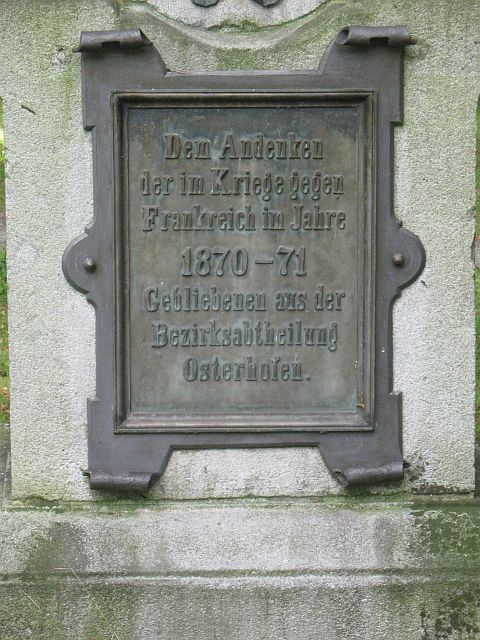 Dem Andenken
der im Kriege gegen
Frankreich im Jahre
1870-71
Gebliebenen aus der
Bezirksabtheilung
Osterhofen.